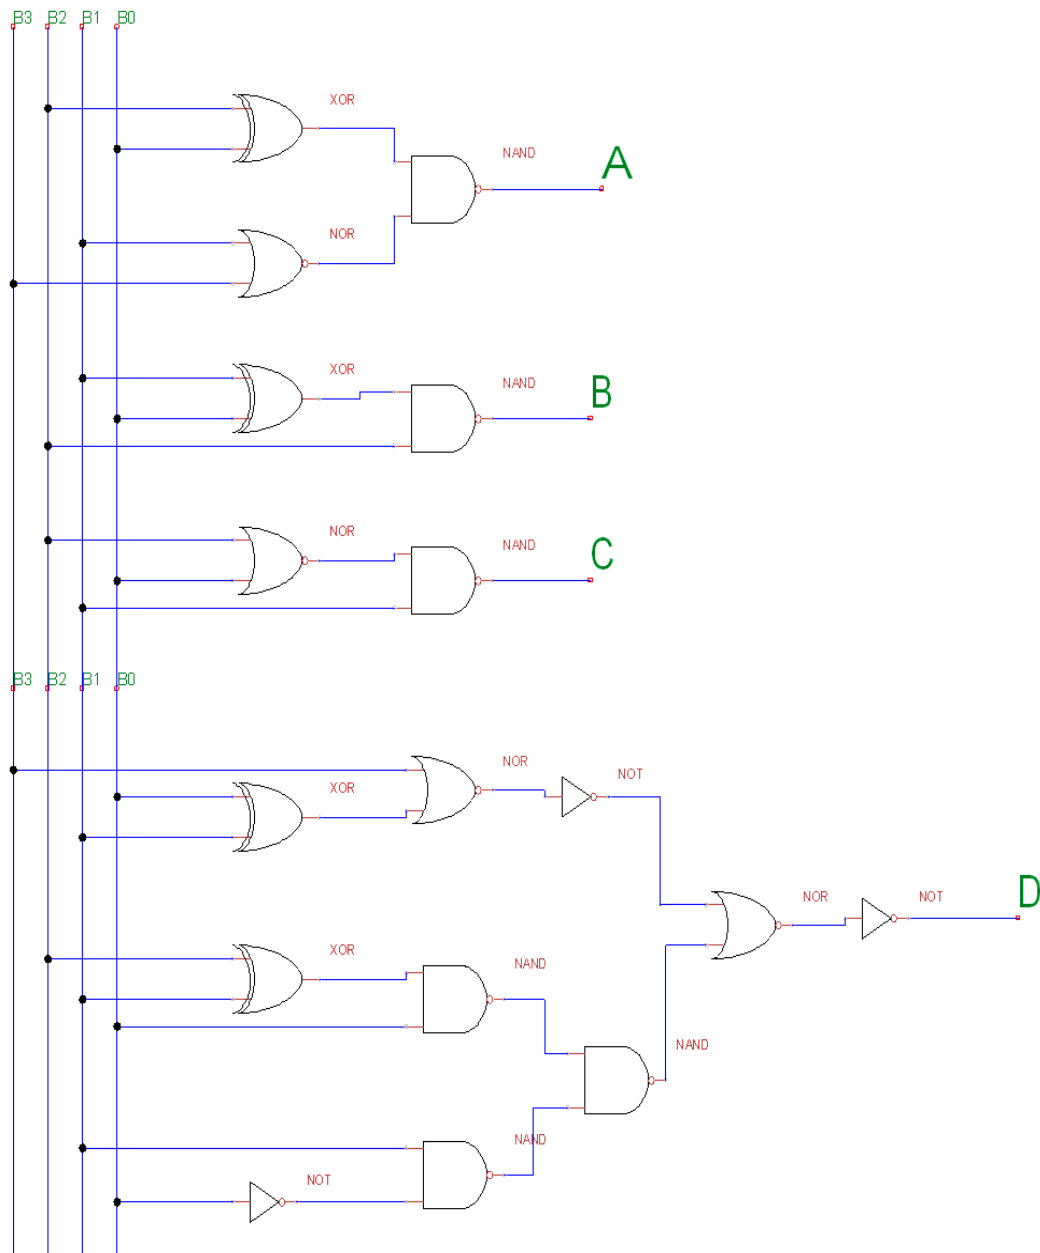 B3 B2 B1 B0
XOR
NAND
A
NOR
XOR
NAND
B
NOR
NAND
C
B3 B2 B1 B0
NOR
NOT
XOR
NOR
NOT
D
XOR
NAND
NAND
NAND
NOT